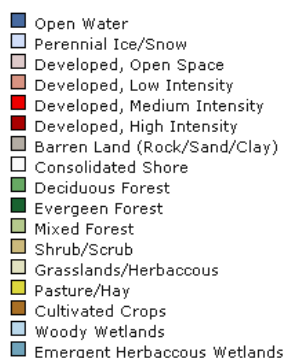 Open Water
Perennial Ice/Snow
Developed, Open Space
Developed, Low Intensity
Developed, Medium Intensity
Developed, High Intensity
Barren Land (Rock/Sand/Clay)
Consolidated Shore
Deciduous Forest
Evergeen Forest
Mixed Forest
Shrub/Scrub
Grasslands/Herbaccous
Pasture/Hay
Cultivated Crops
Woody Wetlands
Emergent Herbaccous Wetlands